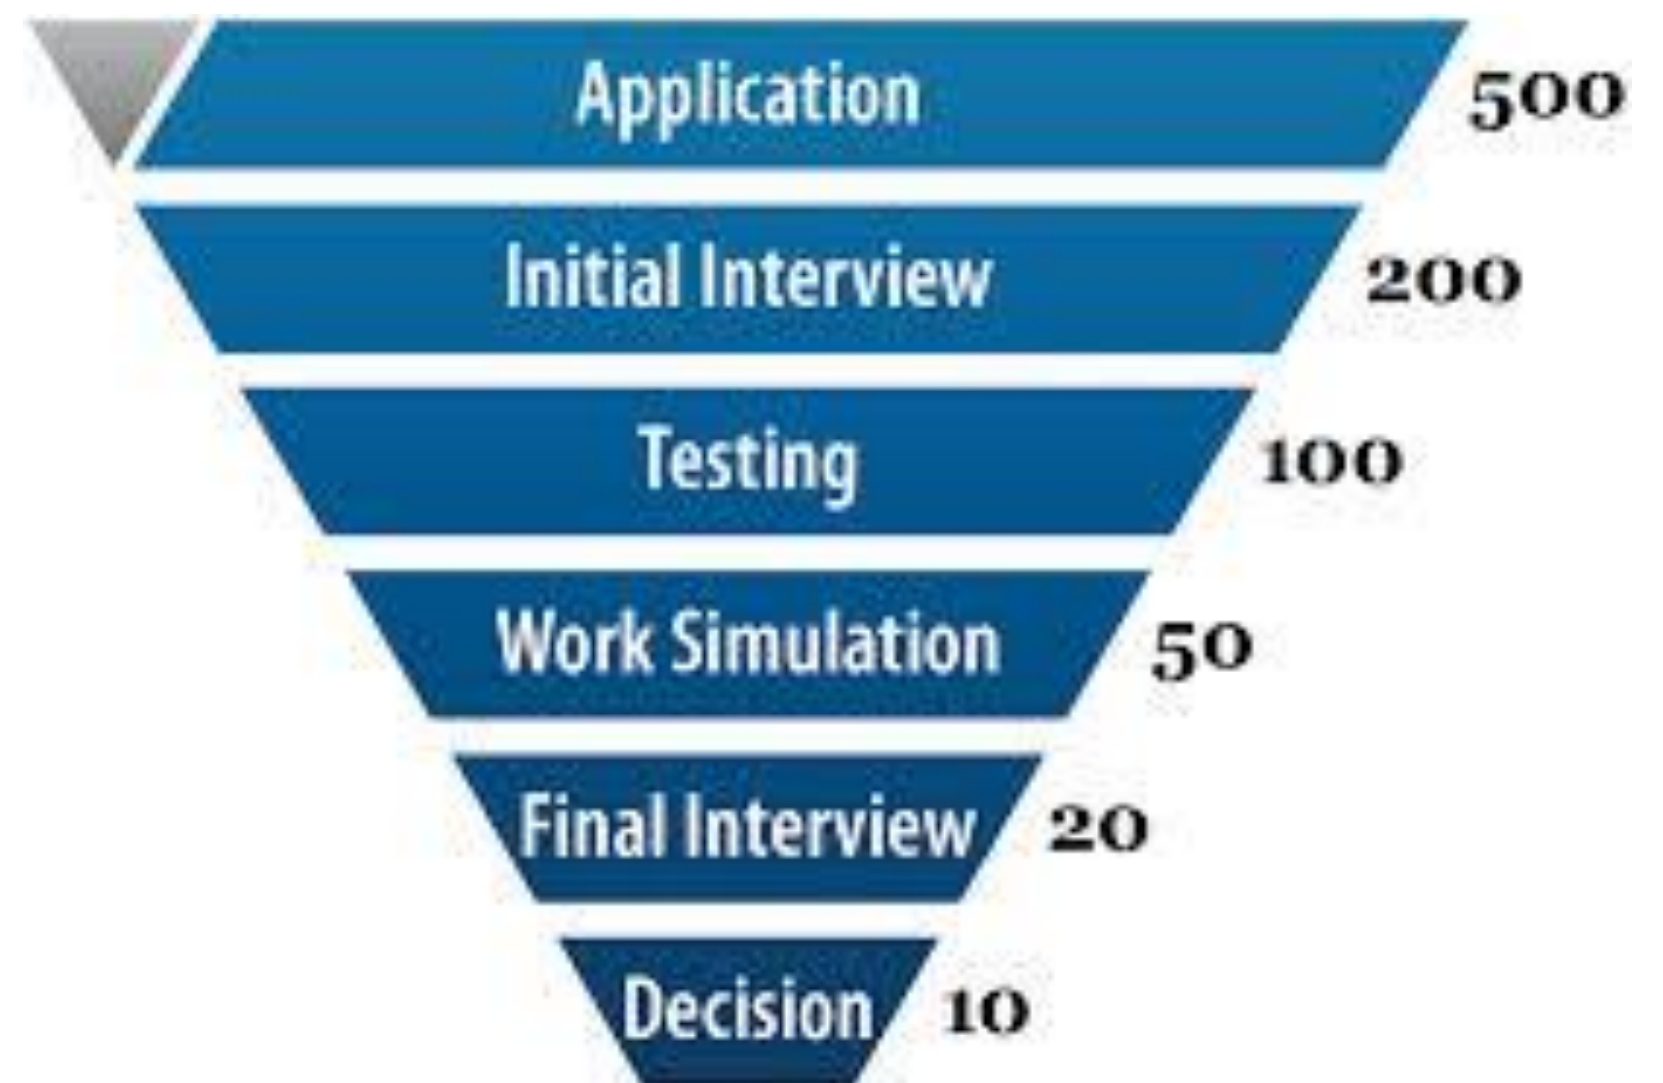 Application 500
Initial Interview 200
Testing 100
Work Simulation 50
Final Interview 20
Decision 10